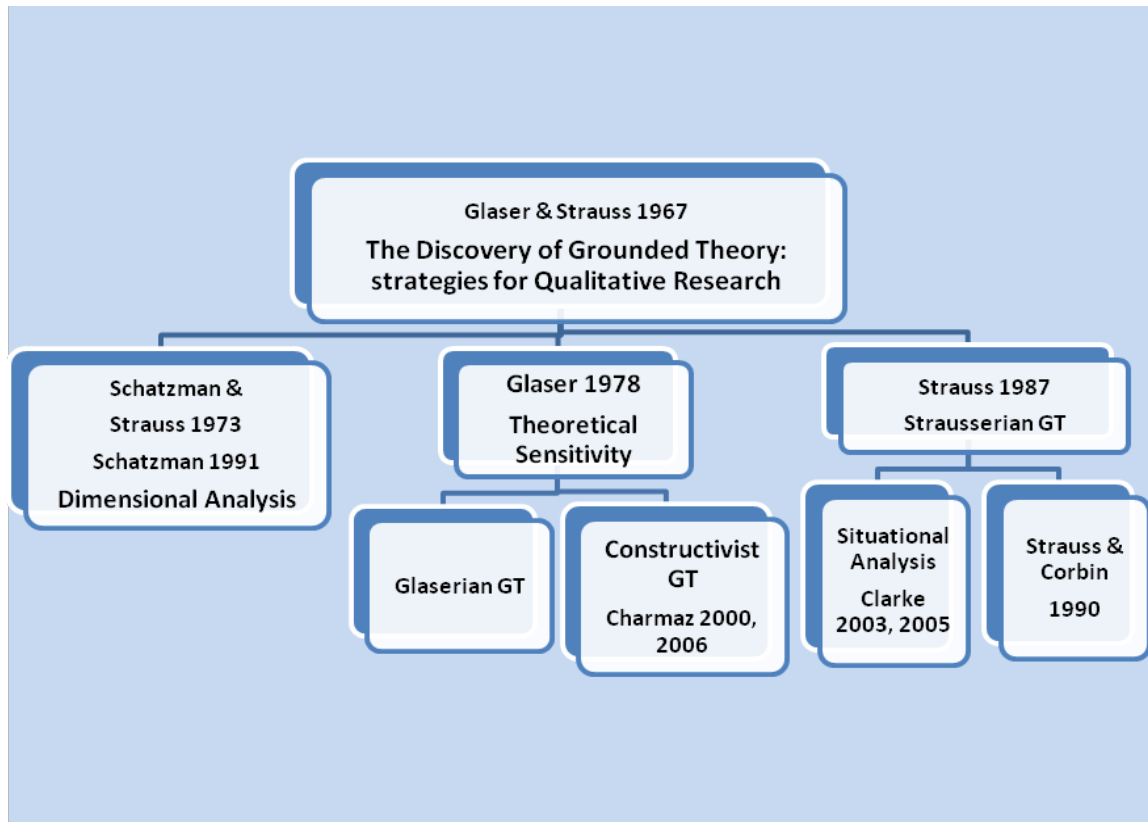 Glaser & Strauss 1967
The Discovery of Grounded Theory:
strategies for Qualitative Research
Schatzman &
Strauss 1973
Schatzman 1991
Dimensional Analysis
Glaser 1978
Theoretical
Sensitivity
Strauss 1987
Strausserian GT
Glaserian GT
Constructivist
GT
Charmaz 2000,
2006
Situational
Analysis
Clarke
2003, 2005
Strauss &
Corbin
1990